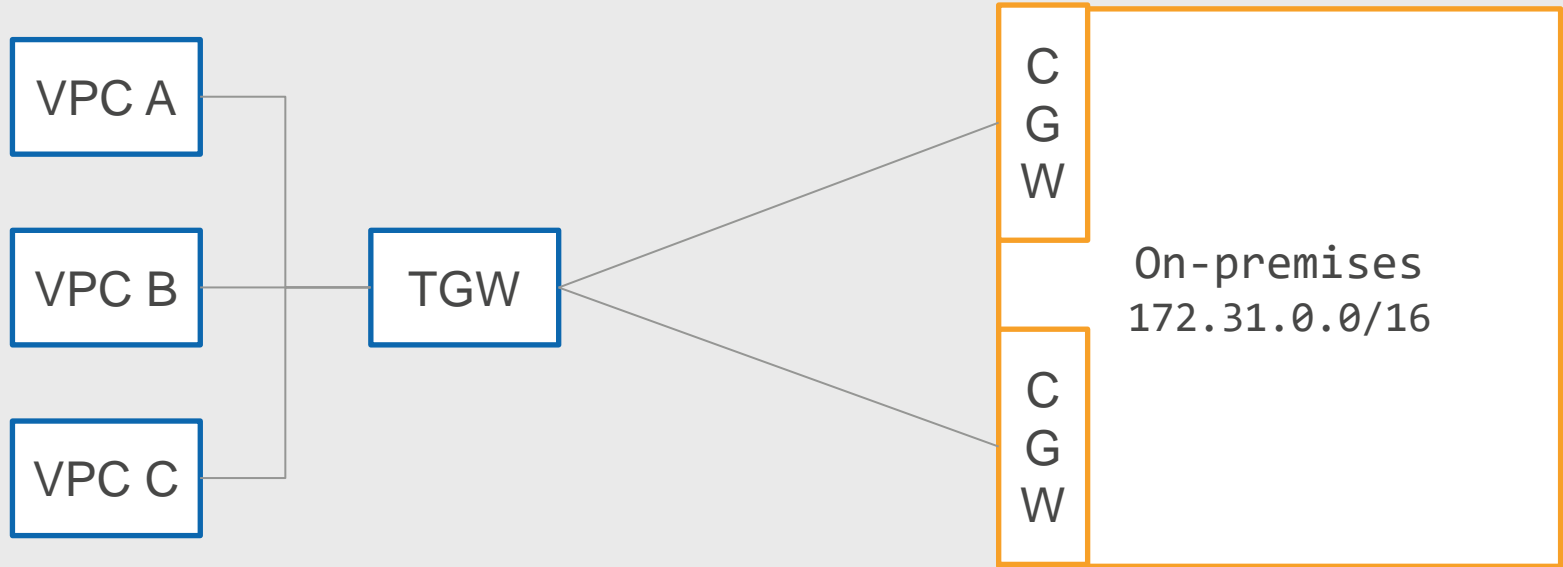 VPC A
VPC B
VPC C
TGW
C
G
W
C
G
W
On-premises
172.31.0.0/16